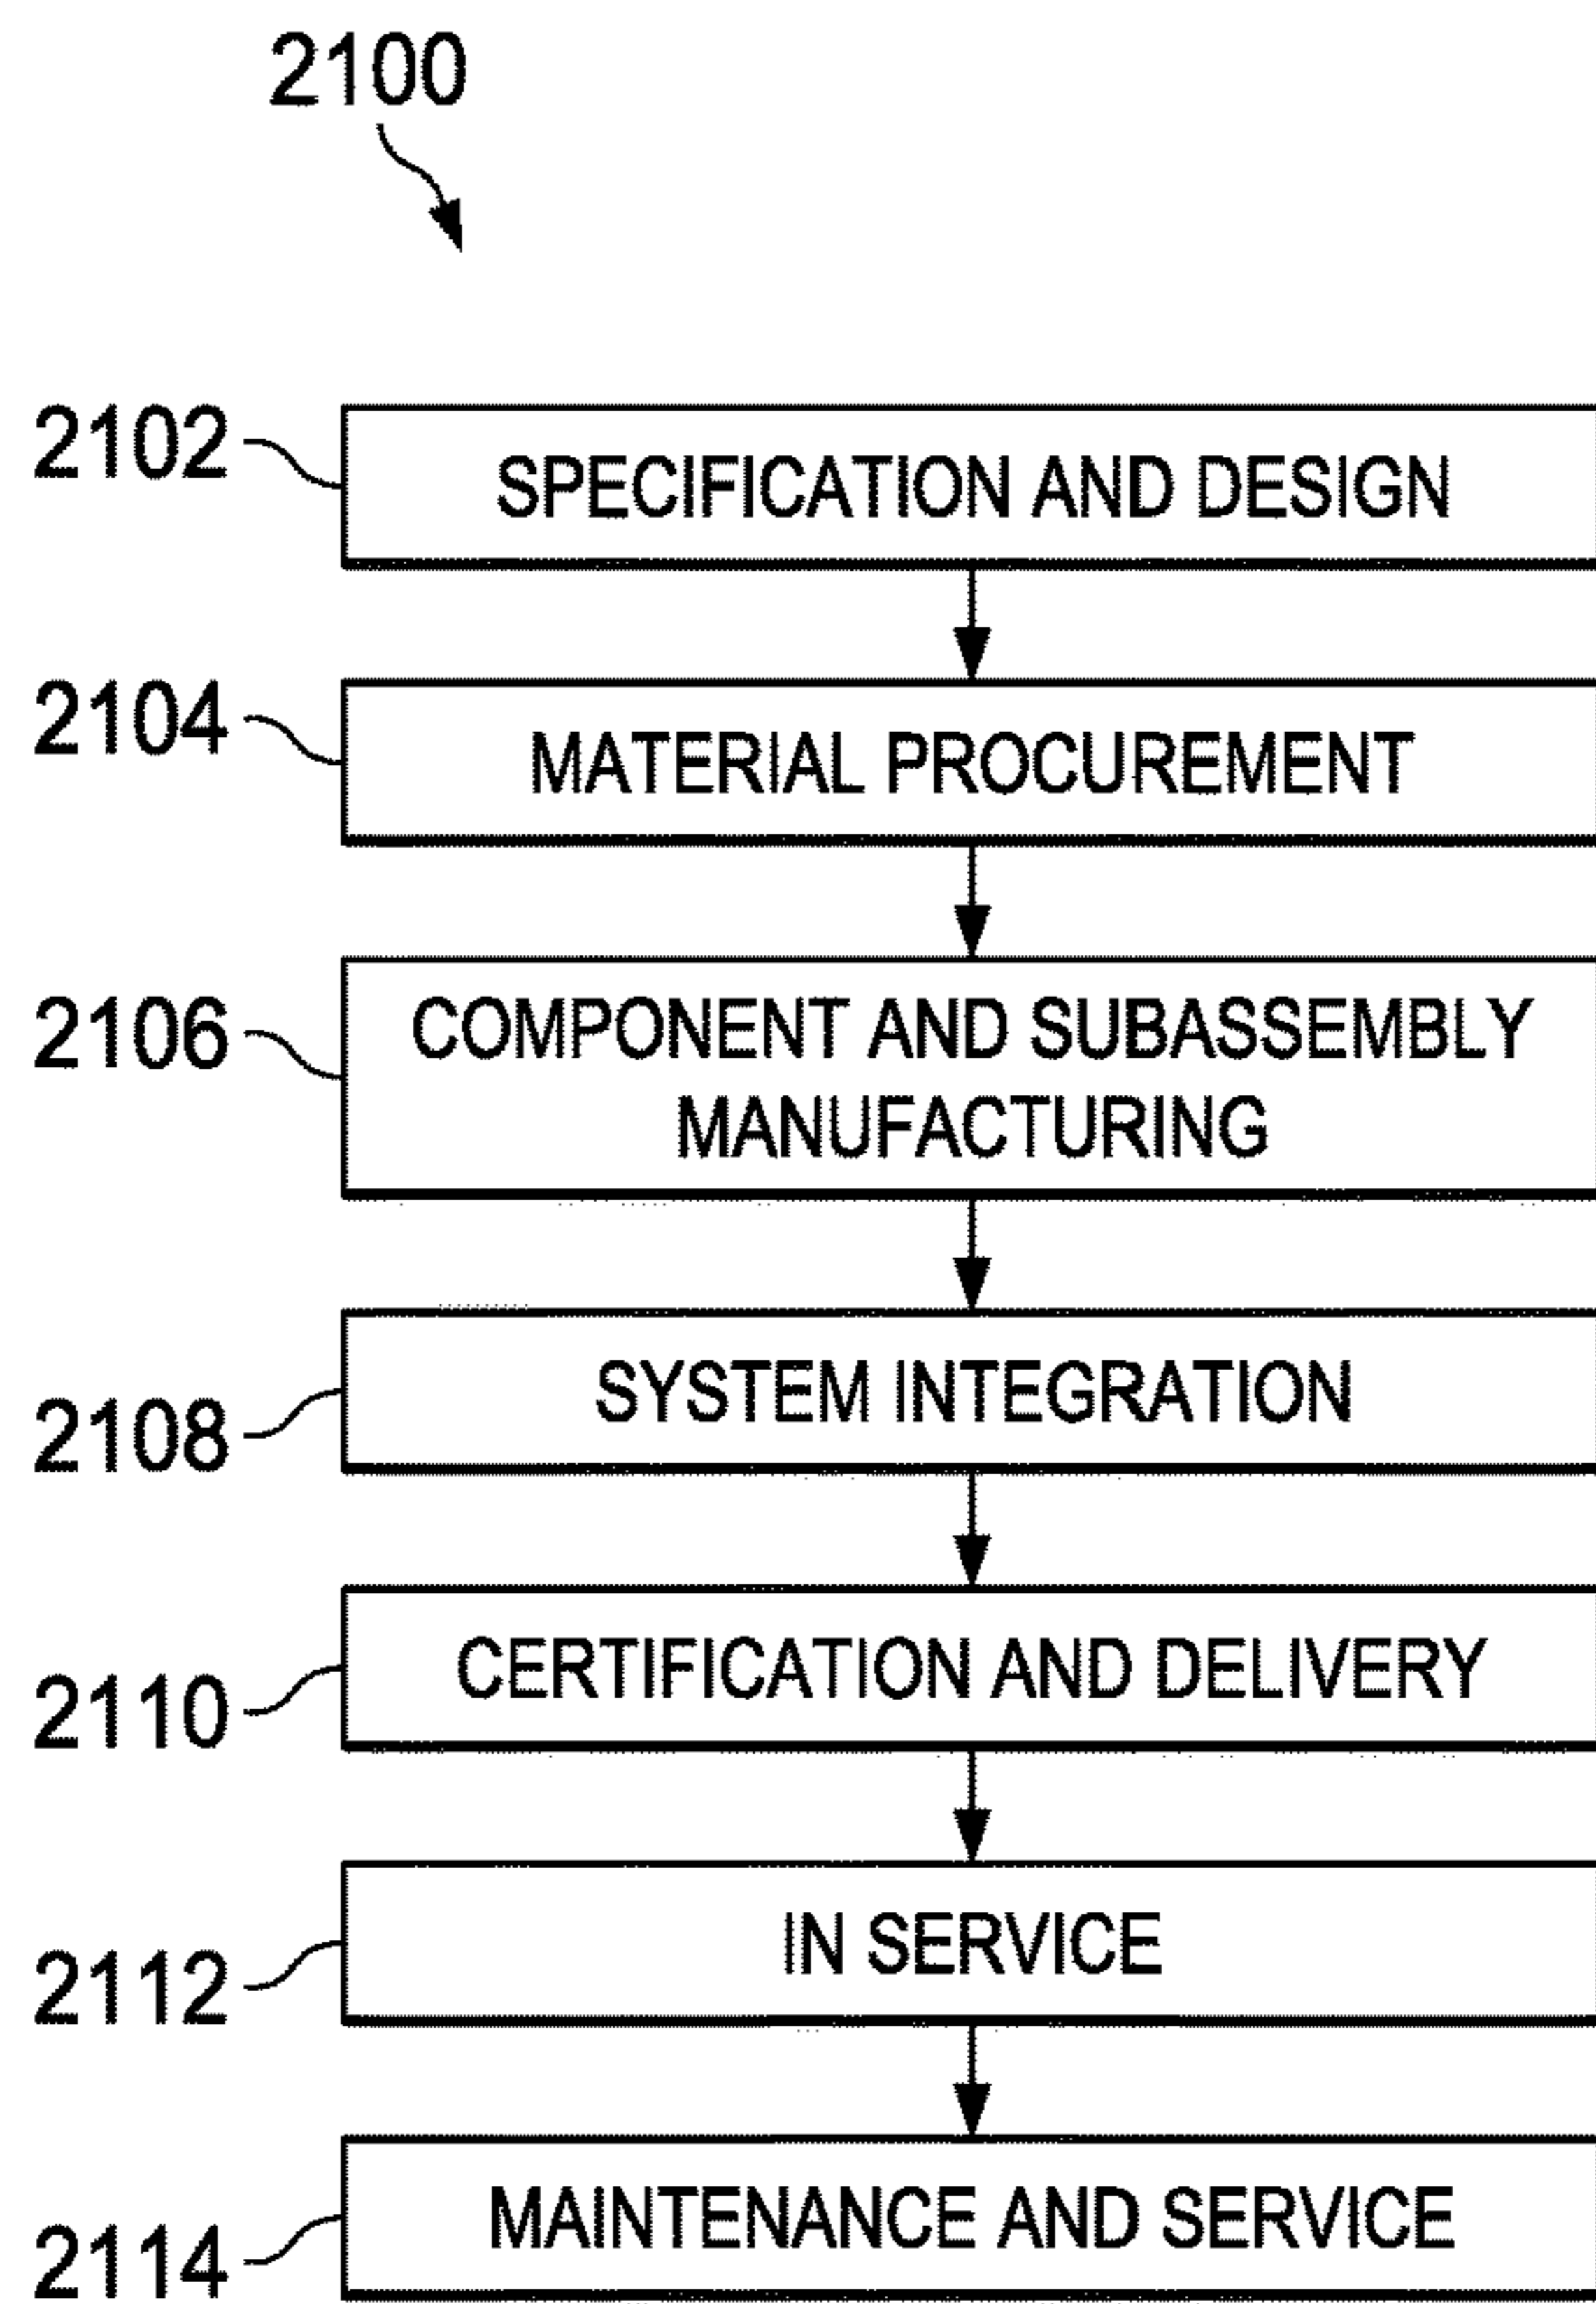 2100
2102 SPECIFICATION AND DESIGN
2104 MATERIAL PROCUREMENT
2106 COMPONENT AND SUBASSEMBLY
MANUFACTURING
2108 SYSTEM INTEGRATION
2110 CERTIFICATION AND DELIVERY
2112 IN SERVICE
2114 MAINTENANCE AND SERVICE